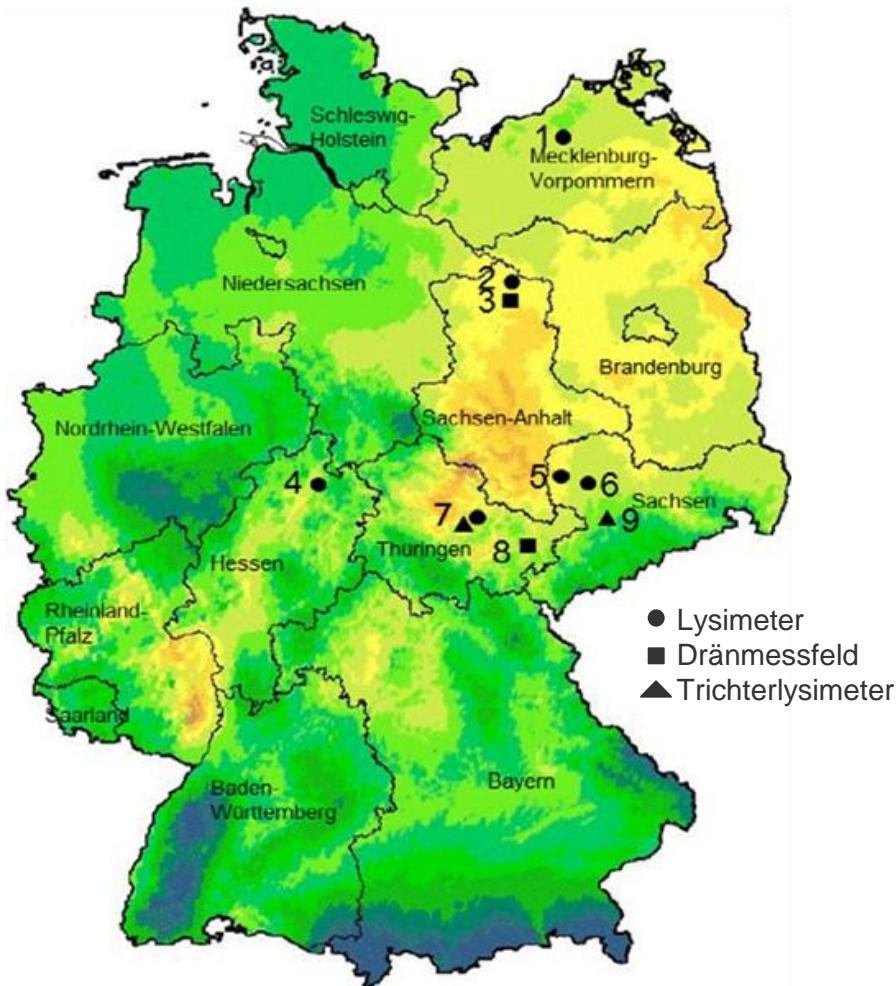 Schleswig-
Holstein
1
Mecklenburg-
Vorpommern
Niedersachsen
2
3
Brandenburg
Nordrhein-Westfalen
Sachsen-Anhalt
4
5
6
Sachsen
7
9
Thüringen
8
Hessen
Rheinland-
Pfalz
Lysimeter
Dränmessfeld
Trichterlysimeter
Saarland
Baden-
Württemberg
Bayern